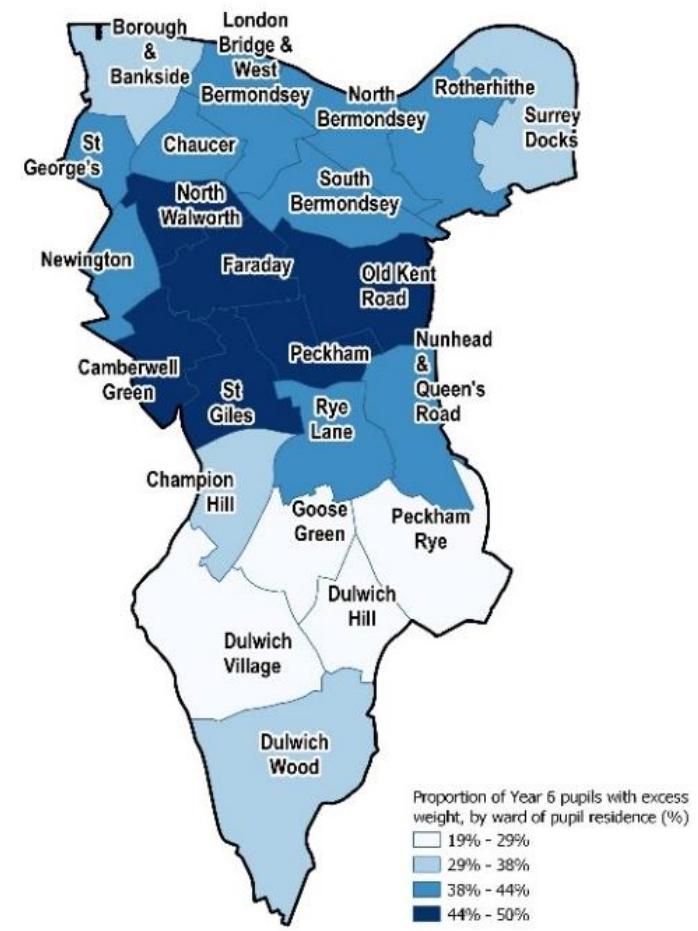 Borough
&
Bankside
London
Bridge &
West
Bermondsey
North
Bermondsey
Rotherhithe
Surrey
Docks
St
George's
Chaucer
South
Bermondsey
North
Walworth
Newington
Faraday
Old Kent
Road
Camberwell
Green
Peckham
Nunhead
&
Queen's
Road
St
Giles
Rye
Lane
Champion
Hill
Goose
Green
Peckham
Rye
Dulwich
Hill
Dulwich
Village
Dulwich
Wood
Proportion of Year 6 pupils with excess
weight, by ward of pupil residence (%)
19% - 29%
29% - 38%
38% - 44%
44% - 50%